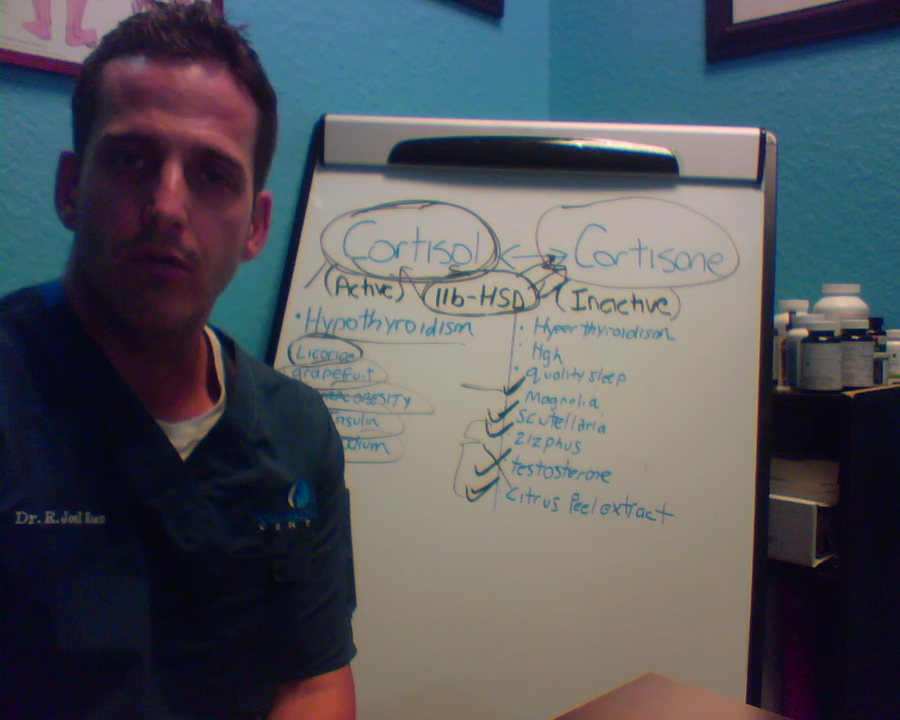 Cortisol <-> Cortisone
(Active) 11b-HSD (Inactive)
• Hypothyroidism
Licorice
grapefruit
OBESITY
insulin
• Hyperthyroidism
• Hgh
• quality sleep
Magnolia
Scutellaria
zizphus
testosterone
Citrus Peel extract
Dr. R. Joel